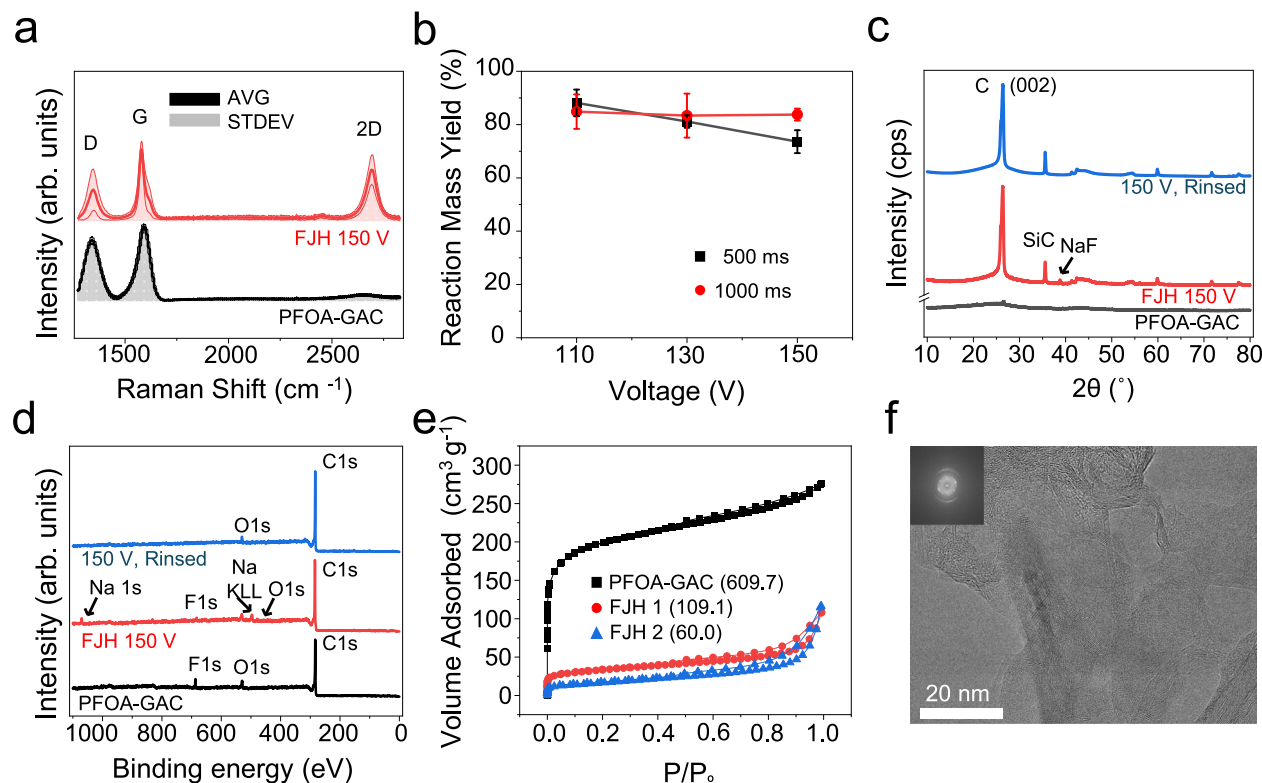 a
Intensity (arb. units)
AVG
STDEV
D
G
2D
FJH 150 V
PFOA-GAC
1500
2000
2500
Raman Shift (cm -1)
b
Reaction Mass Yield (%)
100
80
60
40
20
0
500 ms
1000 ms
110
130
150
Voltage (V)
c
Intensity (cps)
C (002)
150 V, Rinsed
SiC
NaF
FJH 150 V
PFOA-GAC
10 20 30 40 50 60 70 80
2θ (°)
d
Intensity (arb. units)
C1s
O1s
150 V, Rinsed
Na 1s
F1s
Na
KLL
O1s
C1s
FJH 150 V
C1s
F1s
O1s
PFOA-GAC
1000 800 600 400 200 0
Binding energy (eV)
e
Volume Adsorbed (cm³ g⁻¹)
300
250
200
150
100
50
0
PFOA-GAC (609.7)
FJH 1 (109.1)
FJH 2 (60.0)
0.0 0.2 0.4 0.6 0.8 1.0
P/Pₒ
f
20 nm